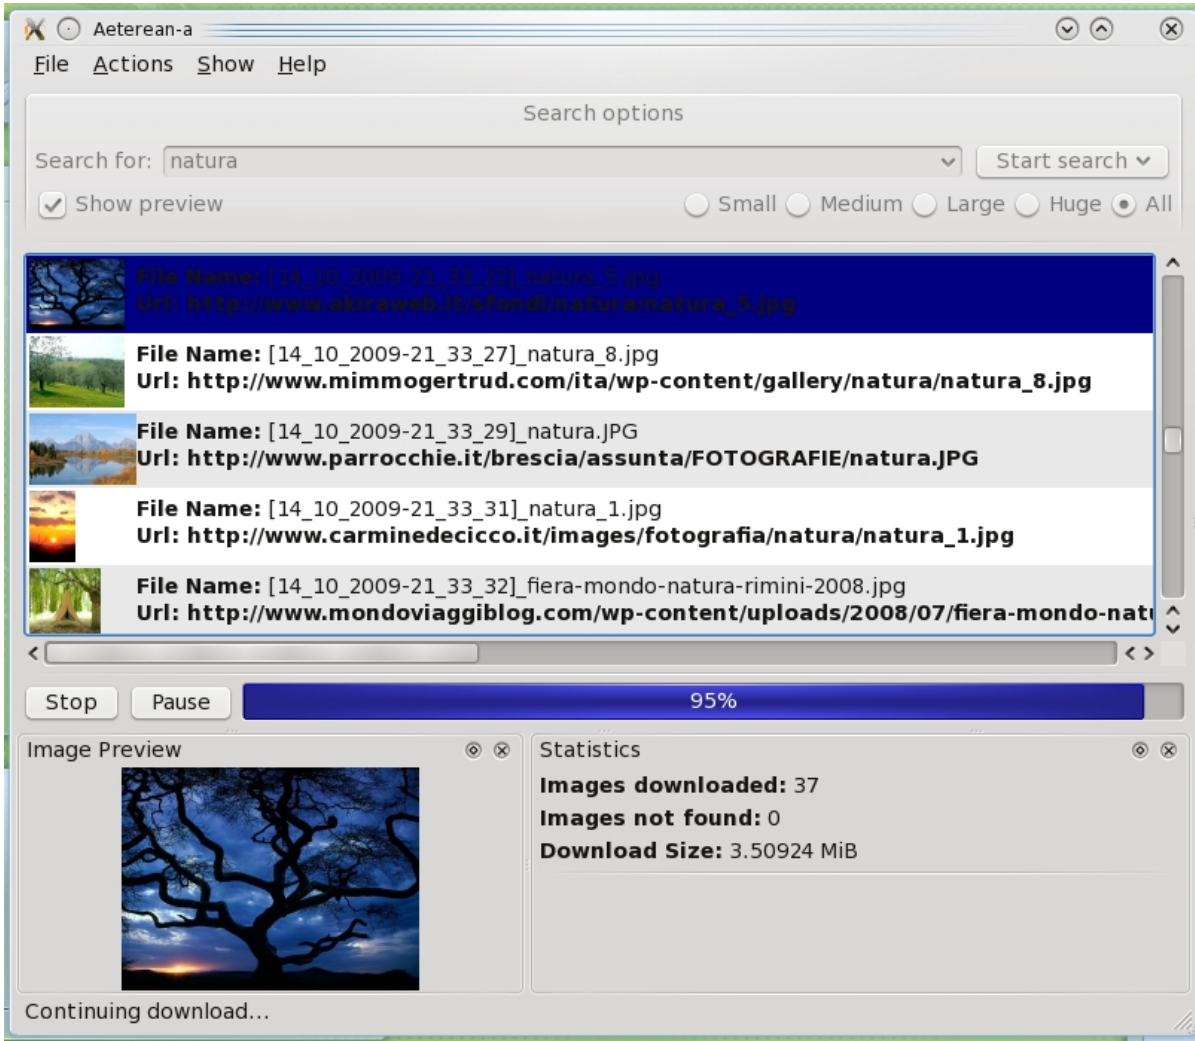 Aeterean-a
File Actions Show Help
Search options
Search for: natura Start search
Show preview Small Medium Large Huge All
File Name: [14_10_2009-21_33_22]_natura_5.jpg
Url: http://www.akiraweb.it/sfondi/natura/natura_5.jpg
File Name: [14_10_2009-21_33_27]_natura_8.jpg
Url: http://www.mimmogertrud.com/ita/wp-content/gallery/natura/natura_8.jpg
File Name: [14_10_2009-21_33_29]_natura.JPG
Url: http://www.parrocchie.it/brescia/assunta/FOTOGRAFIE/natura.JPG
File Name: [14_10_2009-21_33_31]_natura_1.jpg
Url: http://www.carminedecicco.it/images/fotografia/natura/natura_1.jpg
File Name: [14_10_2009-21_33_32]_fiera-mondo-natura-rimini-2008.jpg
Url: http://www.mondoviaggiblog.com/wp-content/uploads/2008/07/fiera-mondo-natu
Stop Pause 95%
Image Preview Statistics
Images downloaded: 37
Images not found: 0
Download Size: 3.50924 MiB
Continuing download...